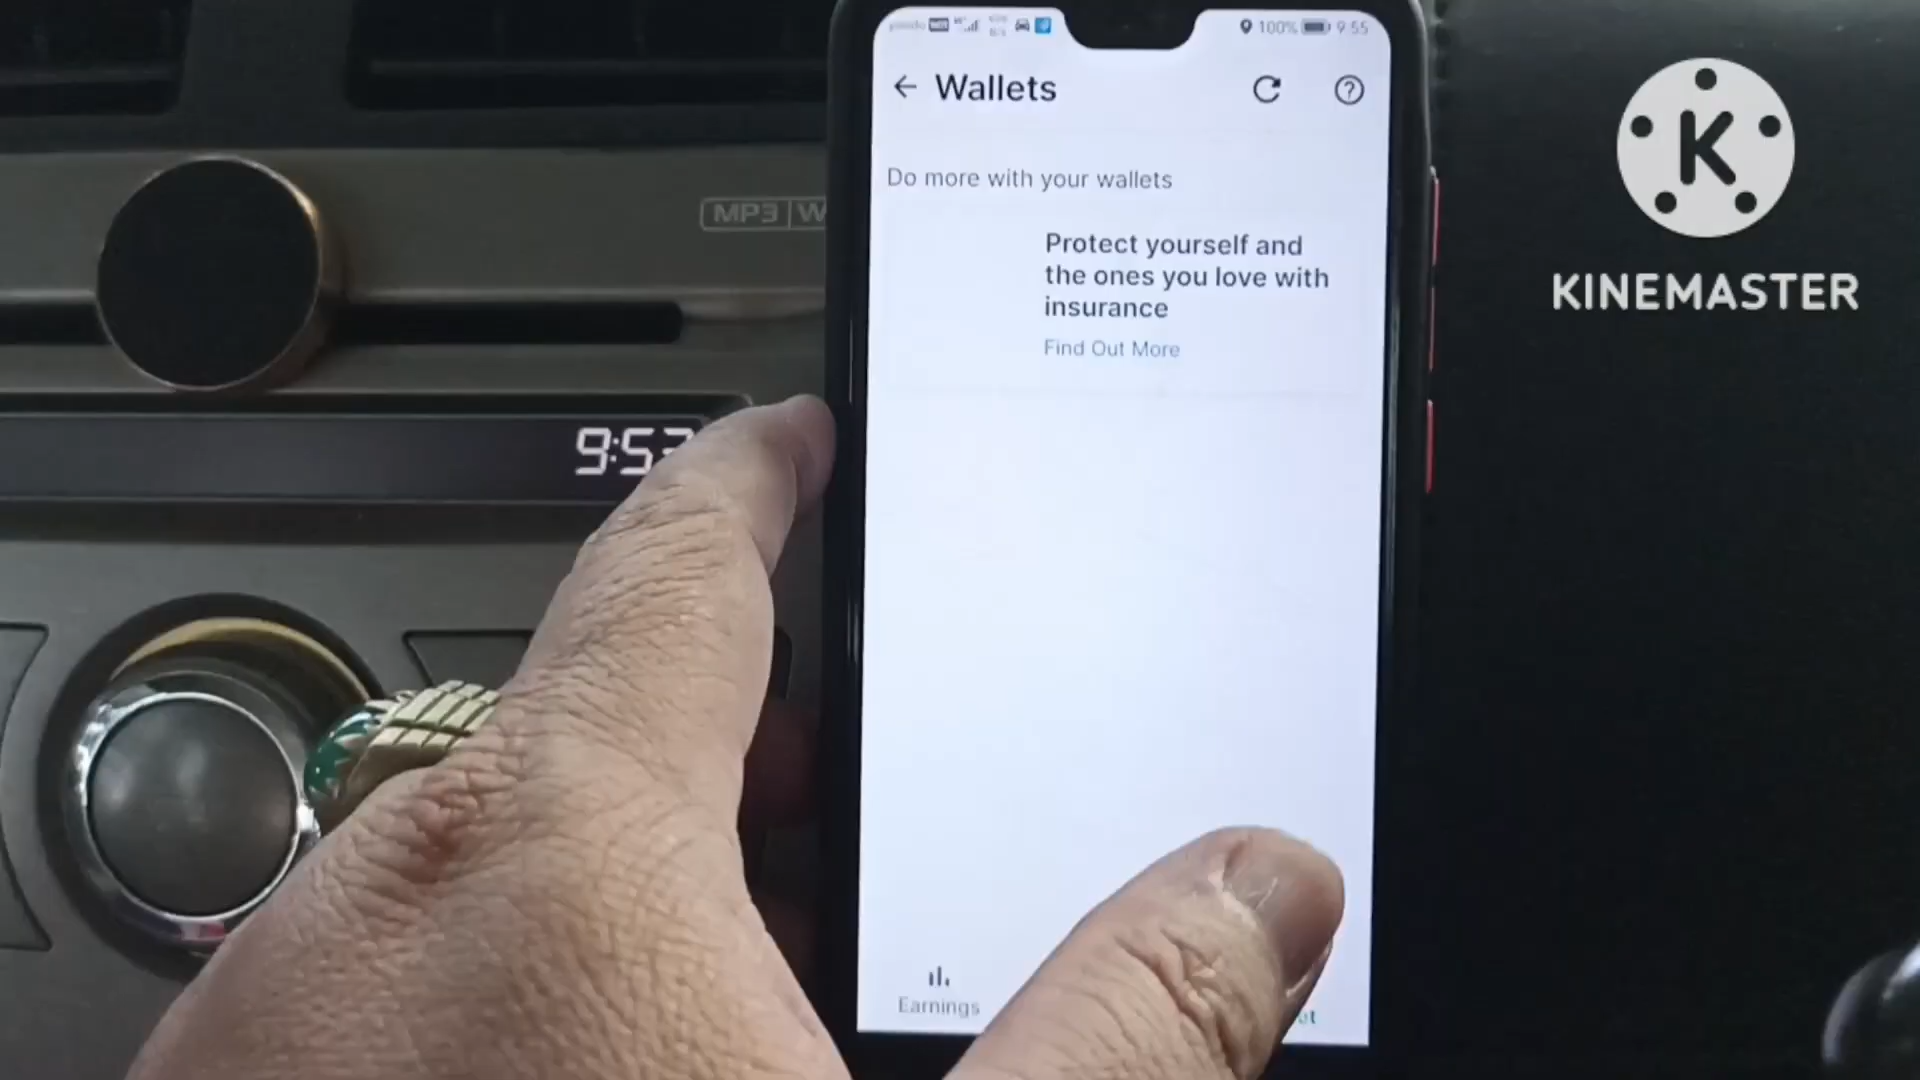 100% 9:55
Wallets
Do more with your wallets
Protect yourself and
the ones you love with
insurance
Find Out More
Earnings
MP3
9:53
K
KINEMASTER